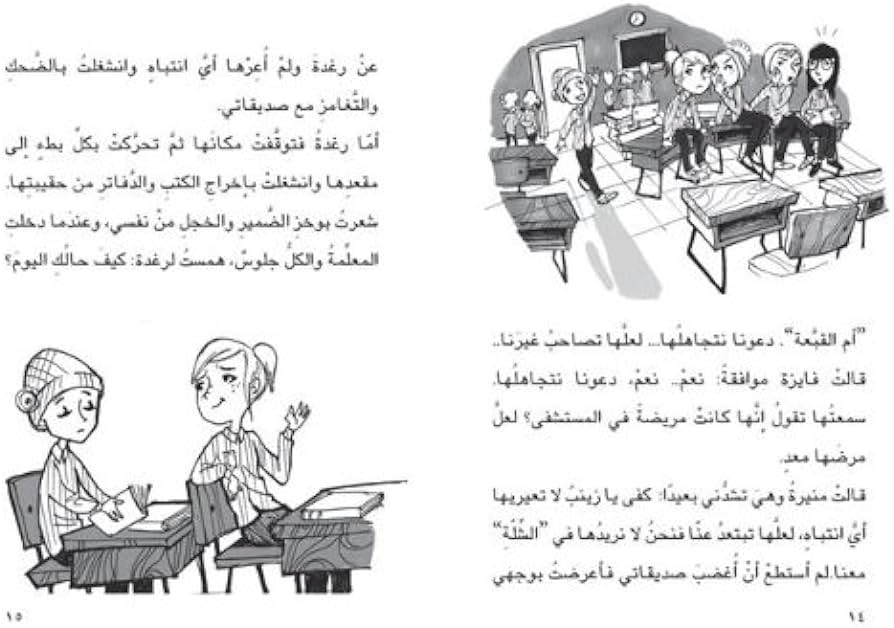 ”أم القبَّعة“. دعونا نتجاهلُها... لعلَّها تصاحبُ غيرَنا..
قالتْ فايزة موافقةً: نعمْ.. نعمْ، دعونا نتجاهلُها.
سمعتُها تقولُ إنَّها كانتْ مريضةً في المستشفى؟ لعلَّ
مرضَها معدٍ.
قالتْ منيرةُ وهيَ تشدُّني بعيدًا: كفى يا زينبُ لا تعيريها
أيَّ انتباهٍ، لعلَّها تبتعدُ عنّا فنحنُ لا نريدُها في ”الثّلّةِ“
معنا.لم أستطعْ أنْ أُغضبَ صديقاتي فأعرضتُ بوجهي
١٤
عنْ رغدةَ ولمْ أُعِرْها أيَّ انتباهٍ وانشغلتُ بالضَّحكِ
والتَّغامزِ مع صديقاتي.
أمّا رغدةُ فتوقَّفتْ مكانَها ثمَّ تحرَّكتْ بكلِّ بطءٍ إلى
مقعدِها وانشغلتْ بإخراجِ الكتبِ والدَّفاترِ من حقيبتِها.
شعرتُ بوخزِ الضَّميرِ والخجلِ منْ نفسي، وعندَما دخلتِ
المعلِّمةُ والكلُّ جلوسٌ، همستُ لرغدة: كيفَ حالُكِ اليومَ؟
١٥